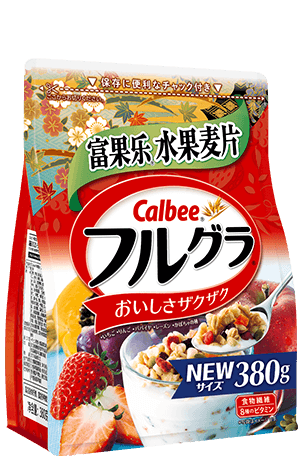 ▼保存に便利なチャック付き▼
富果乐 水果麦片
Calbee
フルグラ
おいしさザクザク
NEW
サイズ
380g
食物繊維
8種のビタミン